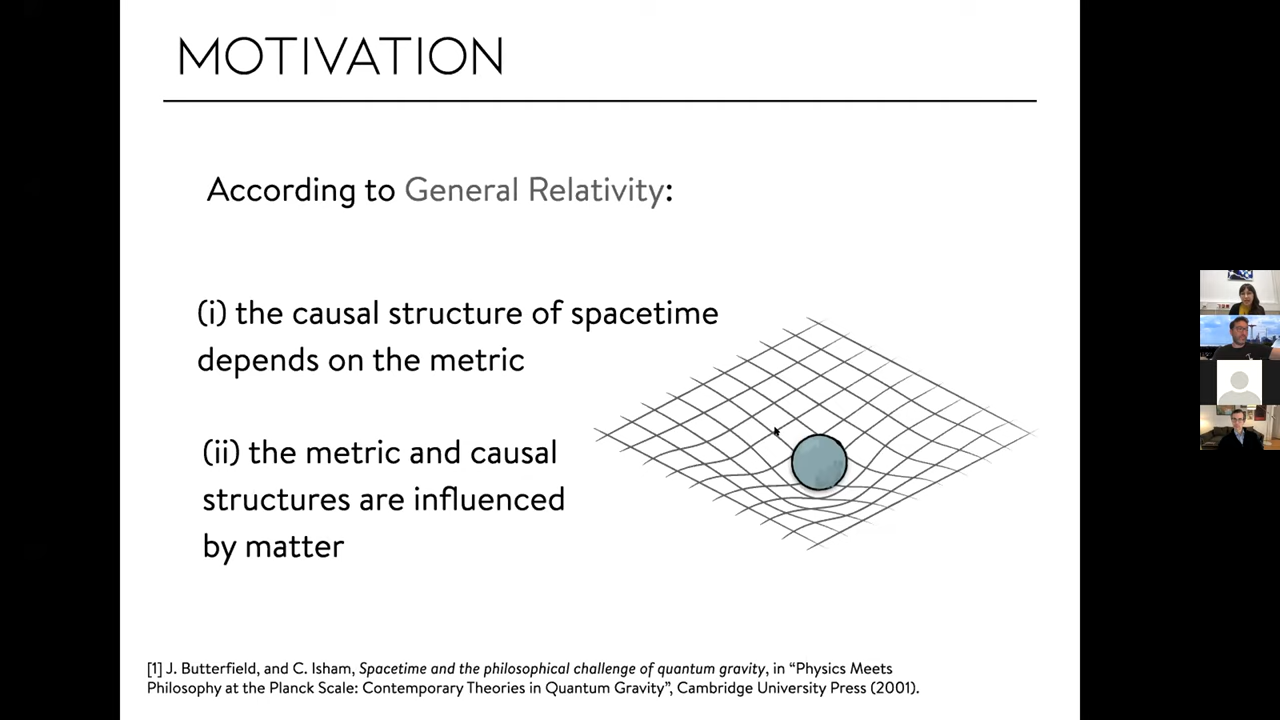 MOTIVATION
According to General Relativity:
(i) the causal structure of spacetime
depends on the metric
(ii) the metric and causal
structures are influenced
by matter
[1] J. Butterfield, and C. Isham, Spacetime and the philosophical challenge of quantum gravity, in “Physics Meets
Philosophy at the Planck Scale: Contemporary Theories in Quantum Gravity”, Cambridge University Press (2001).